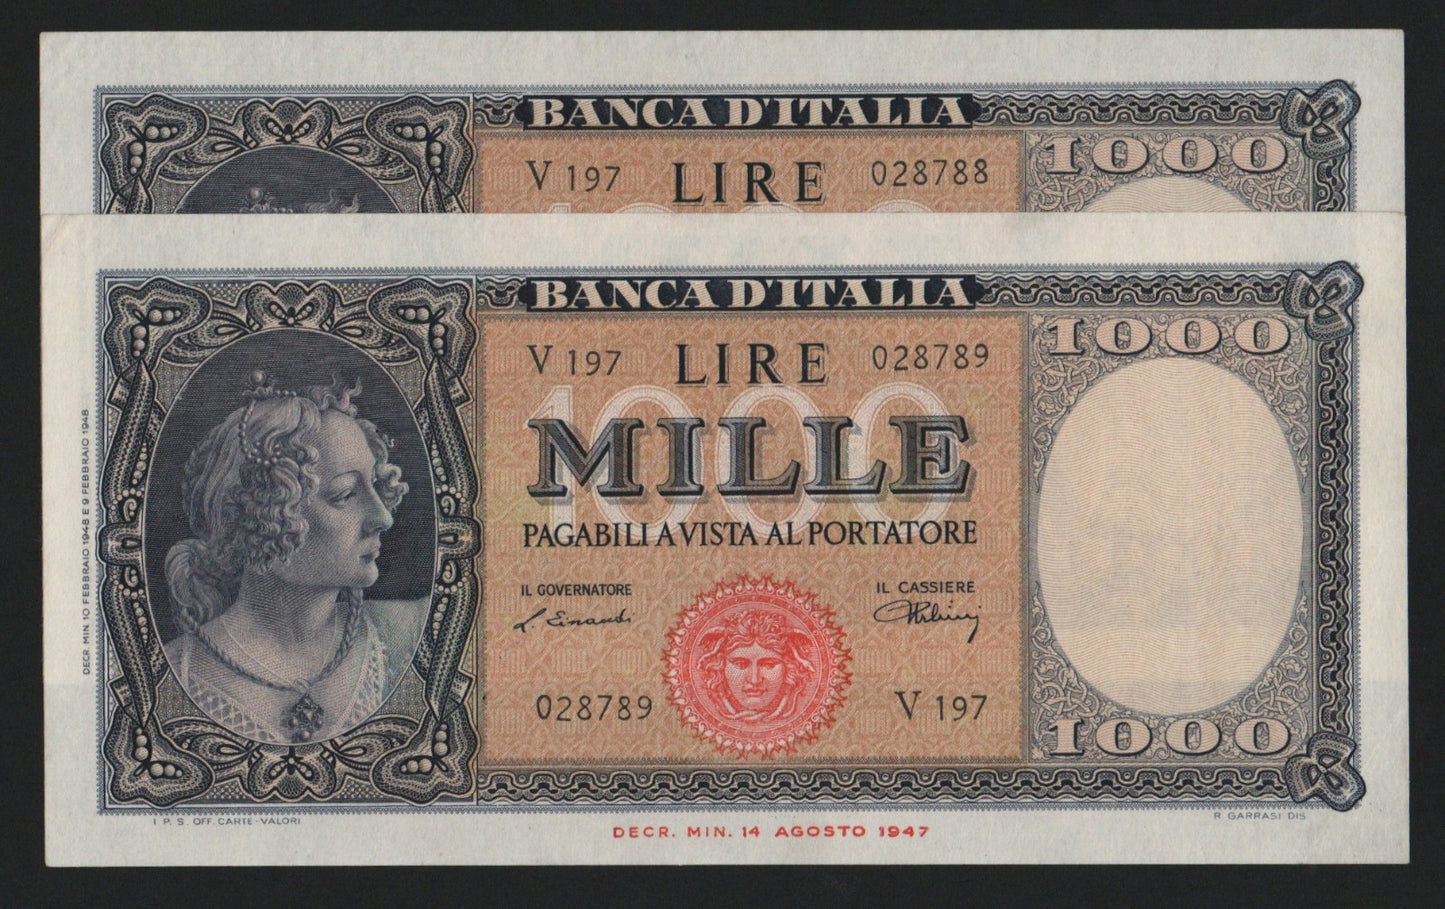 BANCA D'ITALIA
V 197 LIRE 028788
1000
BANCA D'ITALIA
1000
V 197 LIRE 028789
1000
MILLE
PAGABILI A VISTA AL PORTATORE
IL GOVERNATORE
IL CASSIERE
L. Einaudi
028789
V 197
1000
DECR. MIN. 10 FEBBRAIO 1948 E 9 FEBBRAIO 1948
I. P. S. OFF. CARTE-VALORI
R GARRASI DIS
DECR. MIN. 14 AGOSTO 1947